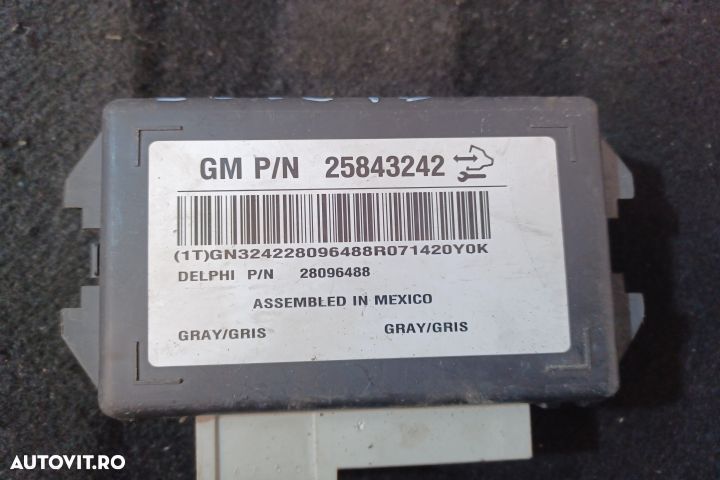 GM P/N 25843242
(1T)GN324228096488R071420Y0K
DELPHI P/N 28096488
ASSEMBLED IN MEXICO
GRAY/GRIS GRAY/GRIS
AUTOVIT.RO